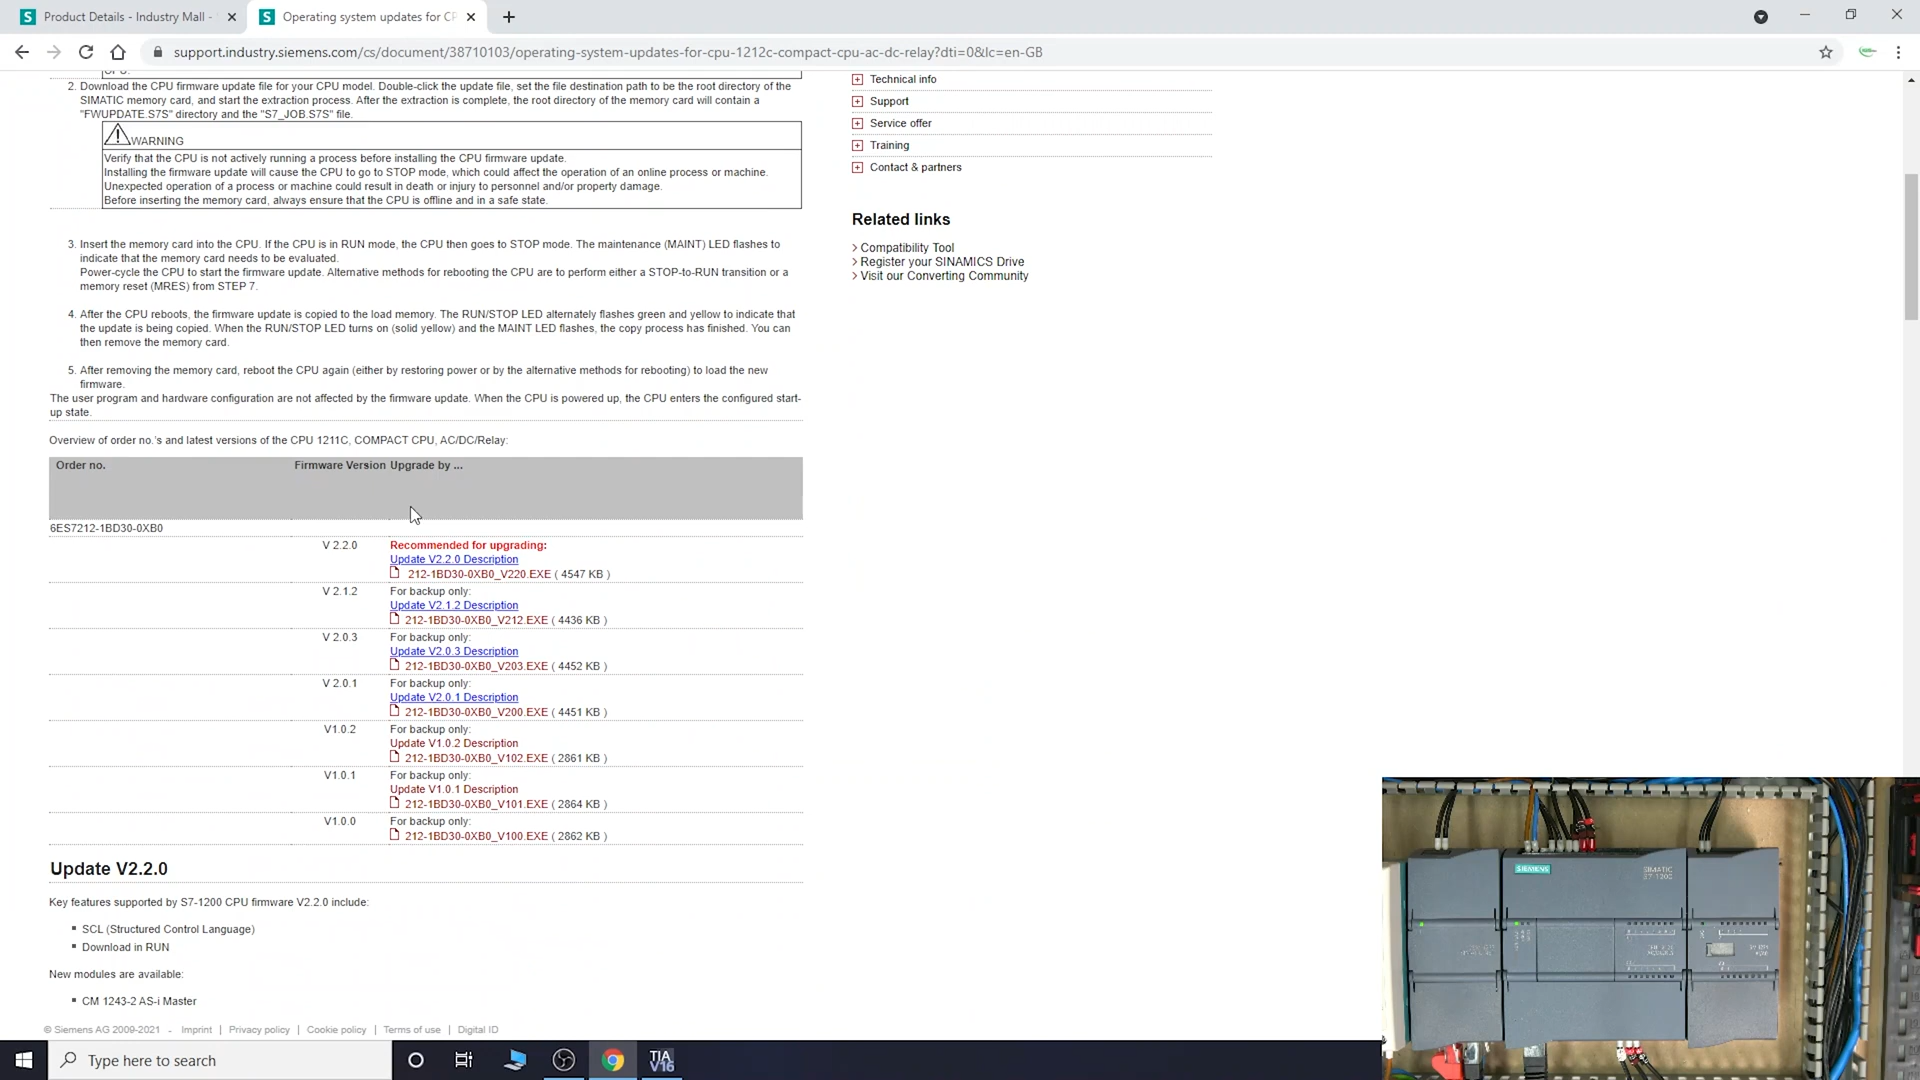 Product Details - Industry Mall -
Operating system updates for CP
support.industry.siemens.com/cs/document/38710103/operating-system-updates-for-cpu-1212c-compact-cpu-ac-dc-relay?dti=0&lc=en-GB
CPU.
2. Download the CPU firmware update file for your CPU model. Double-click the update file, set the file destination path to be the root directory of the
SIMATIC memory card, and start the extraction process. After the extraction is complete, the root directory of the memory card will contain a
"FWUPDATE.S7S" directory and the "S7_JOB.S7S" file.
WARNING
Verify that the CPU is not actively running a process before installing the CPU firmware update.
Installing the firmware update will cause the CPU to go to STOP mode, which could affect the operation of an online process or machine.
Unexpected operation of a process or machine could result in death or injury to personnel and/or property damage.
Before inserting the memory card, always ensure that the CPU is offline and in a safe state.
3. Insert the memory card into the CPU. If the CPU is in RUN mode, the CPU then goes to STOP mode. The maintenance (MAINT) LED flashes to
indicate that the memory card needs to be evaluated.
Power-cycle the CPU to start the firmware update. Alternative methods for rebooting the CPU are to perform either a STOP-to-RUN transition or a
memory reset (MRES) from STEP 7.
4. After the CPU reboots, the firmware update is copied to the load memory. The RUN/STOP LED alternately flashes green and yellow to indicate that
the update is being copied. When the RUN/STOP LED turns on (solid yellow) and the MAINT LED flashes, the copy process has finished. You can
then remove the memory card.
5. After removing the memory card, reboot the CPU again (either by restoring power or by the alternative methods for rebooting) to load the new
firmware.
The user program and hardware configuration are not affected by the firmware update. When the CPU is powered up, the CPU enters the configured start-
up state.
Overview of order no.'s and latest versions of the CPU 1211C, COMPACT CPU, AC/DC/Relay:
Order no. Firmware Version Upgrade by ...
6ES7212-1BD30-0XB0
V 2.2.0 Recommended for upgrading:
Update V2.2.0 Description
212-1BD30-0XB0_V220.EXE ( 4547 KB )
V 2.1.2 For backup only:
Update V2.1.2 Description
212-1BD30-0XB0_V212.EXE ( 4436 KB )
V 2.0.3 For backup only:
Update V2.0.3 Description
212-1BD30-0XB0_V203.EXE ( 4452 KB )
V 2.0.1 For backup only:
Update V2.0.1 Description
212-1BD30-0XB0_V200.EXE ( 4451 KB )
V1.0.2 For backup only:
Update V1.0.2 Description
212-1BD30-0XB0_V102.EXE ( 2861 KB )
V1.0.1 For backup only:
Update V1.0.1 Description
212-1BD30-0XB0_V101.EXE ( 2864 KB )
V1.0.0 For backup only:
212-1BD30-0XB0_V100.EXE ( 2862 KB )
Update V2.2.0
Key features supported by S7-1200 CPU firmware V2.2.0 include:
▪ SCL (Structured Control Language)
▪ Download in RUN
New modules are available:
▪ CM 1243-2 AS-i Master
© Siemens AG 2009-2021 - Imprint | Privacy policy | Cookie policy | Terms of use | Digital ID
Technical info
Support
Service offer
Training
Contact & partners
Related links
Compatibility Tool
Register your SINAMICS Drive
Visit our Converting Community
SIEMENS
SIMATIC
S7-1200
Type here to search
TIA
V16